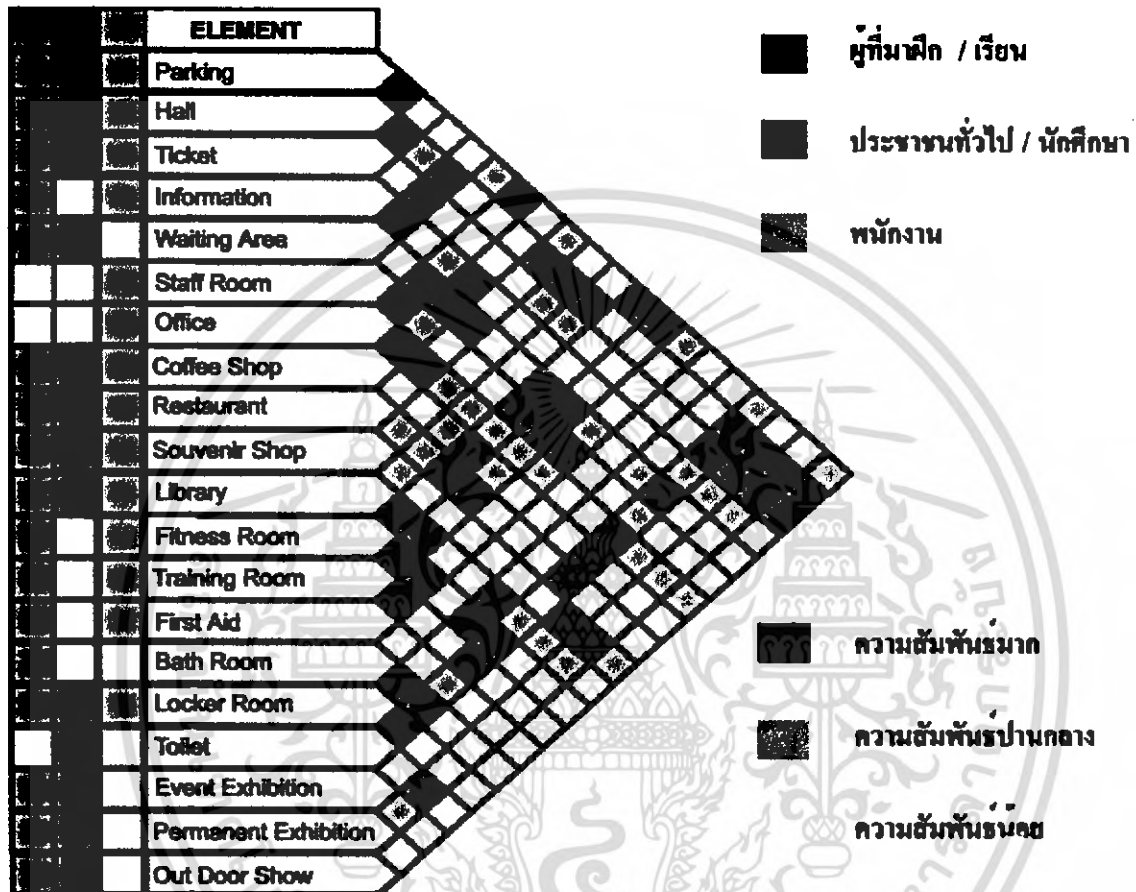 ELEMENT
Parking
Hall
Ticket
Information
Waiting Area
Staff Room
Office
Coffee Shop
Restaurant
Souvenir Shop
Library
Fitness Room
Training Room
First Aid
Bath Room
Locker Room
Toilet
Event Exhibition
Permanent Exhibition
Out Door Show
ผู้ที่มาฝึก / เรียน
ประชาชนทั่วไป / นักศึกษา
พนักงาน
ความสัมพันธ์มาก
ความสัมพันธ์ปานกลาง
ความสัมพันธ์น้อย